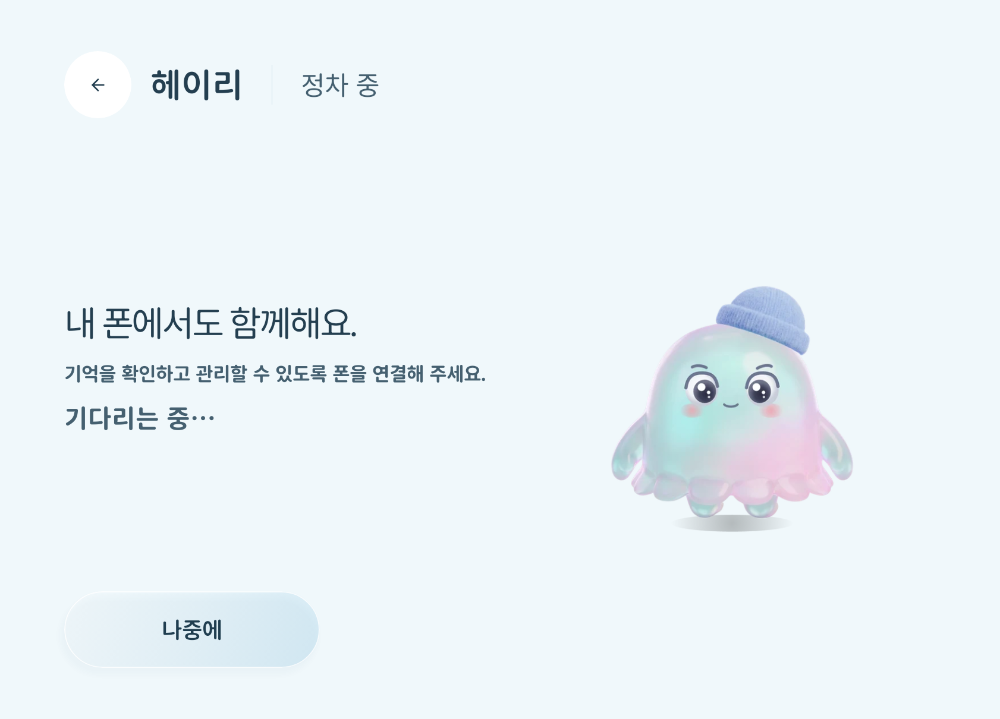 헤이리
정차 중
내 폰에서도 함께해요.
기억을 확인하고 관리할 수 있도록 폰을 연결해 주세요.
기다리는 중…
나중에